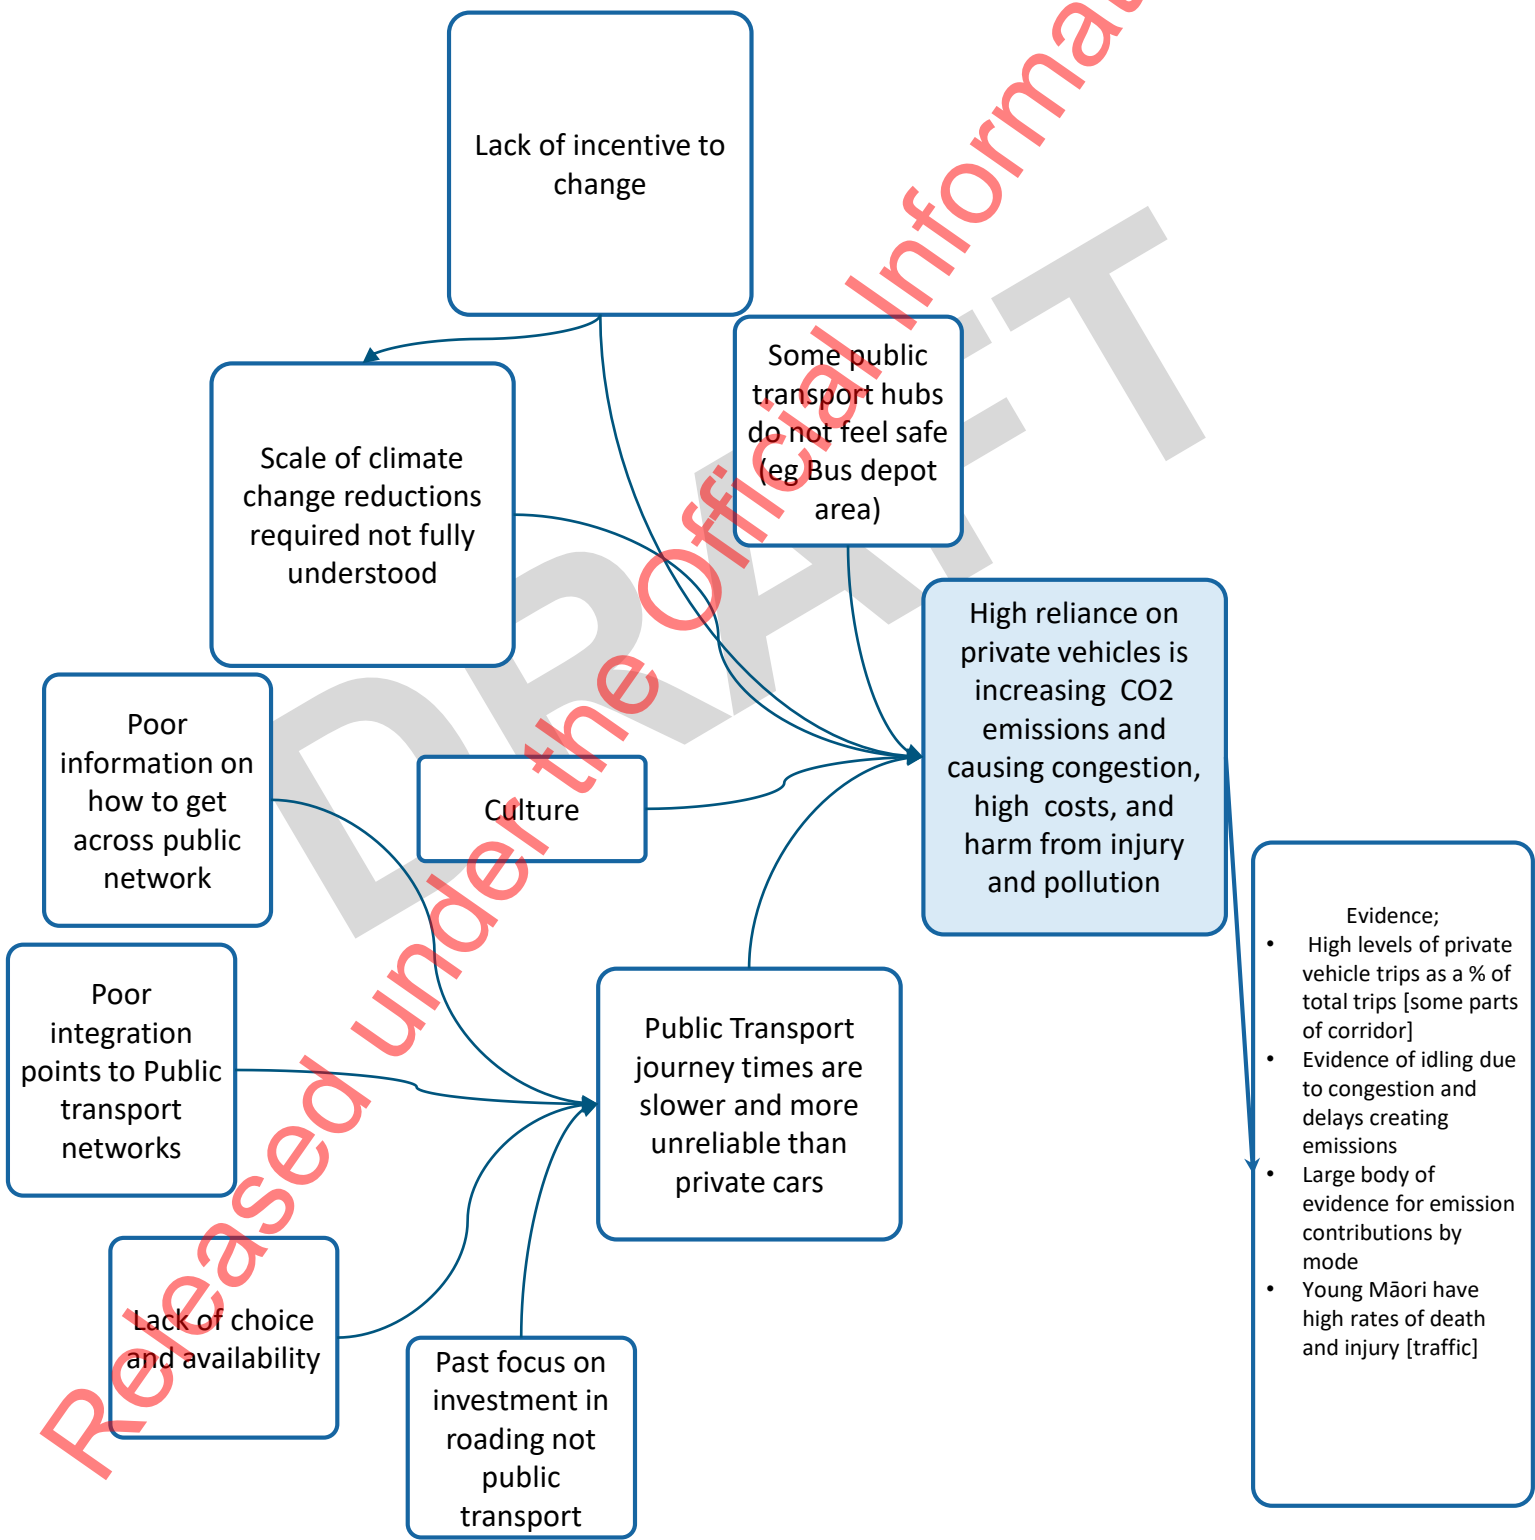 Lack of incentive to
change
Some public
transport hubs
do not feel safe
(eg Bus depot
area)
Scale of climate
change reductions
required not fully
understood
High reliance on
private vehicles is
increasing CO2
emissions and
causing congestion,
high costs, and
harm from injury
and pollution
Poor
information on
how to get
across public
network
Culture
Evidence;
• High levels of private
vehicle trips as a % of
total trips [some parts
of corridor]
• Evidence of idling due
to congestion and
delays creating
emissions
• Large body of
evidence for emission
contributions by
mode
• Young Māori have
high rates of death
and injury [traffic]
Poor
integration
points to Public
transport
networks
Public Transport
journey times are
slower and more
unreliable than
private cars
Lack of choice
and availability
Past focus on
investment in
roading not
public
transport
DRAFT
Released under the Official Informat